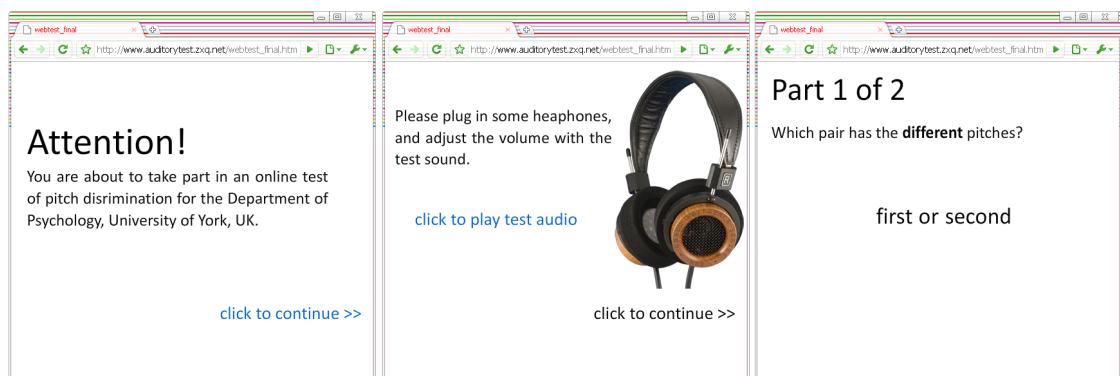 webtest_final
http://www.auditorytest.zxq.net/webtest_final.htm
Attention!
You are about to take part in an online test
of pitch disrimination for the Department of
Psychology, University of York, UK.
click to continue >>
webtest_final
http://www.auditorytest.zxq.net/webtest_final.htm
Please plug in some heaphones,
and adjust the volume with the
test sound.
click to play test audio
click to continue >>
webtest_final
http://www.auditorytest.zxq.net/webtest_final.htm
Part 1 of 2
Which pair has the different pitches?
first or second